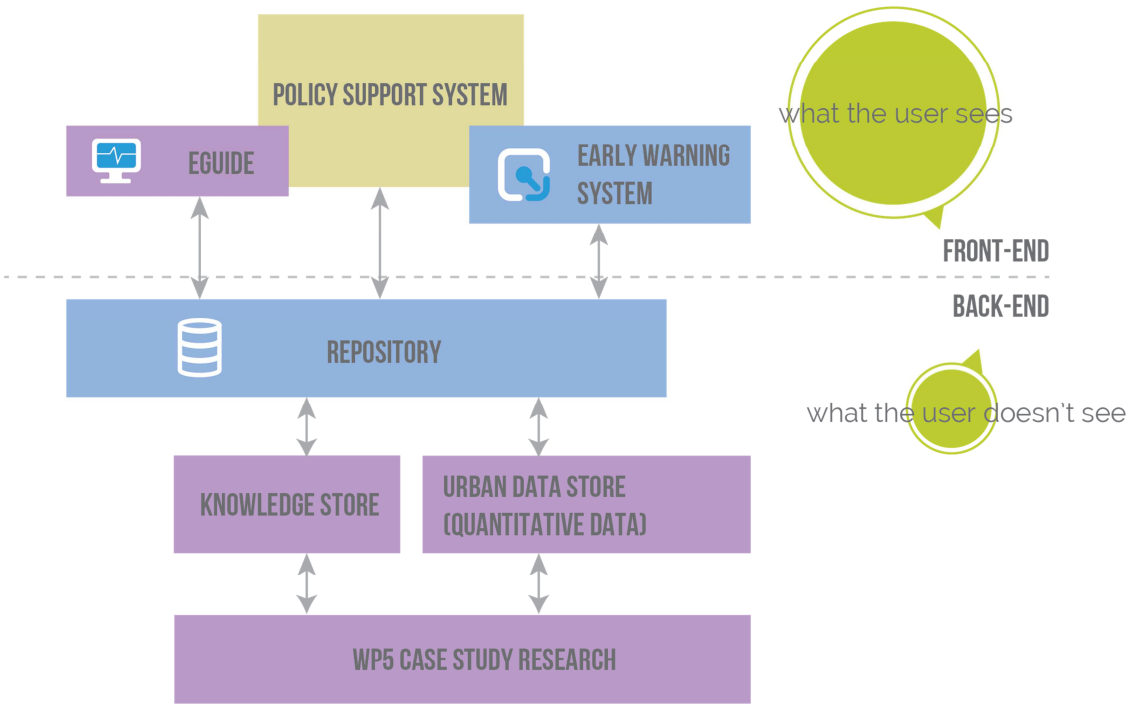 POLICY SUPPORT SYSTEM
what the user sees
EGUIDE
EARLY WARNING
SYSTEM
FRONT-END
BACK-END
REPOSITORY
what the user doesn't see
KNOWLEDGE STORE
URBAN DATA STORE
(QUANTITATIVE DATA)
WP5 CASE STUDY RESEARCH